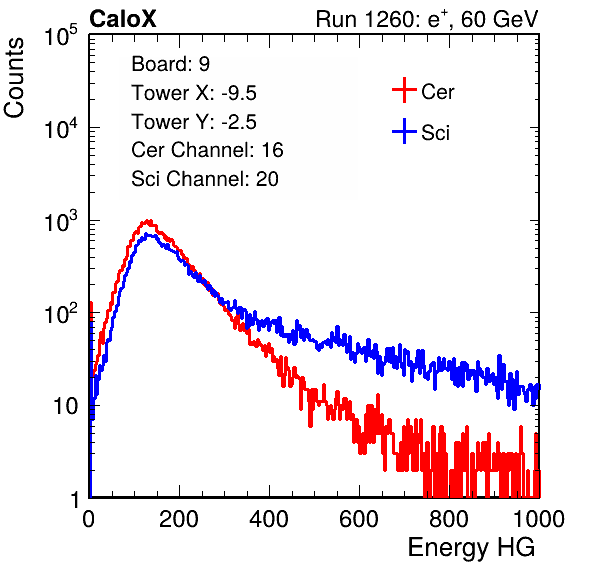 CaloX Run 1260: e⁺, 60 GeV
Counts
Board: 9
Tower X: -9.5
Tower Y: -2.5
Cer Channel: 16
Sci Channel: 20
Cer
Sci
10⁵
10⁴
10³
10²
10
1
0 200 400 600 800 1000
Energy HG